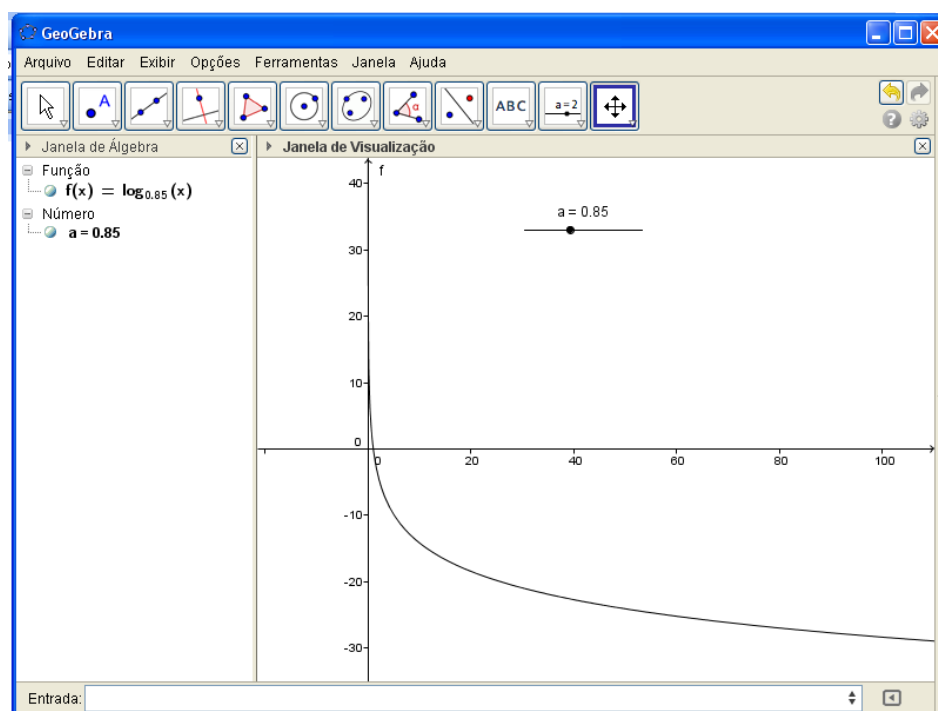 GeoGebra
Arquivo Editar Exibir Opções Ferramentas Janela Ajuda
ABC
a=2
Janela de Álgebra
Janela de Visualização
Função
f(x) = log0.85(x)
Número
a = 0.85
f
a = 0.85
40
30
20
10
0
0 20 40 60 80 100
-10
-20
-30
Entrada: